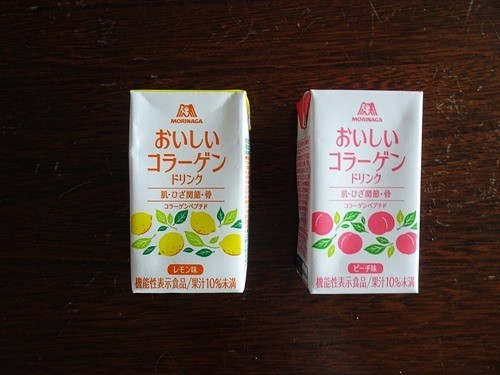 MORINAGA
おいしい
コラーゲン
ドリンク
肌・ひざ関節・骨
コラーゲンペプチド
レモン味
機能性表示食品/果汁10%未満
MORINAGA
おいしい
コラーゲン
ドリンク
肌・ひざ関節・骨
コラーゲンペプチド
ピーチ味
機能性表示食品/果汁10%未満